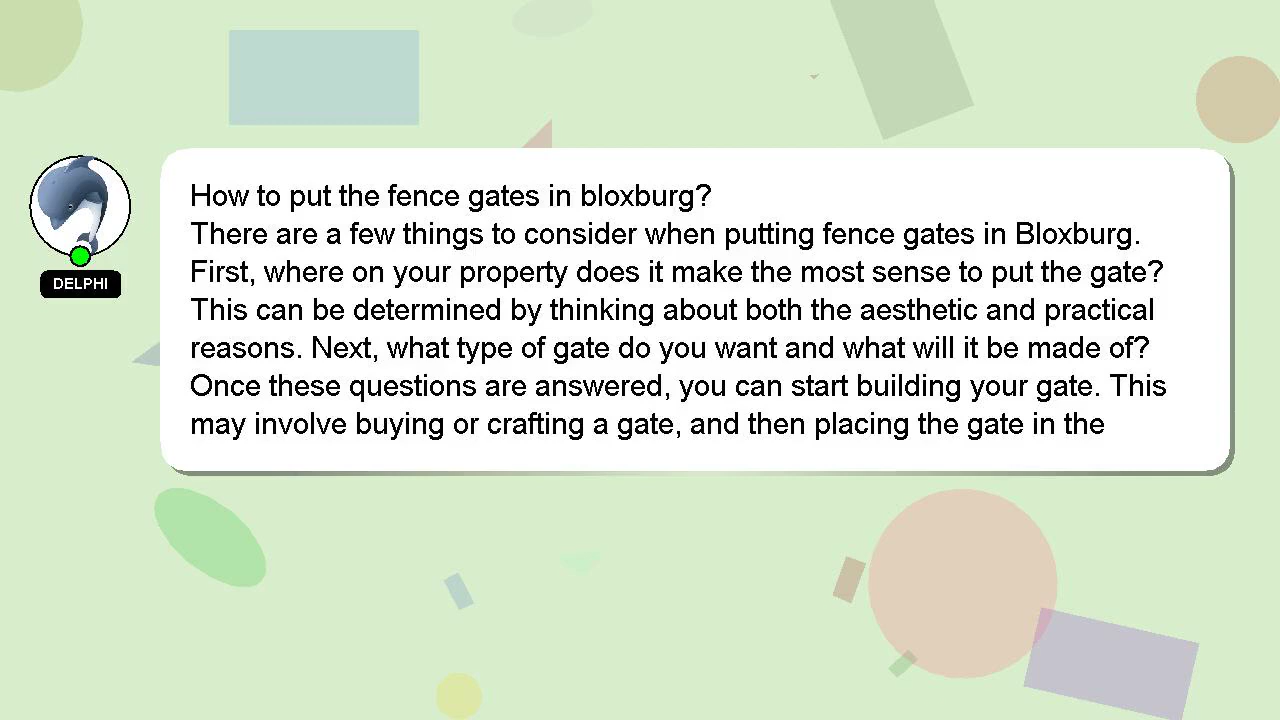 How to put the fence gates in bloxburg?
There are a few things to consider when putting fence gates in Bloxburg.
First, where on your property does it make the most sense to put the gate?
This can be determined by thinking about both the aesthetic and practical
reasons. Next, what type of gate do you want and what will it be made of?
Once these questions are answered, you can start building your gate. This
may involve buying or crafting a gate, and then placing the gate in the
DELPHI